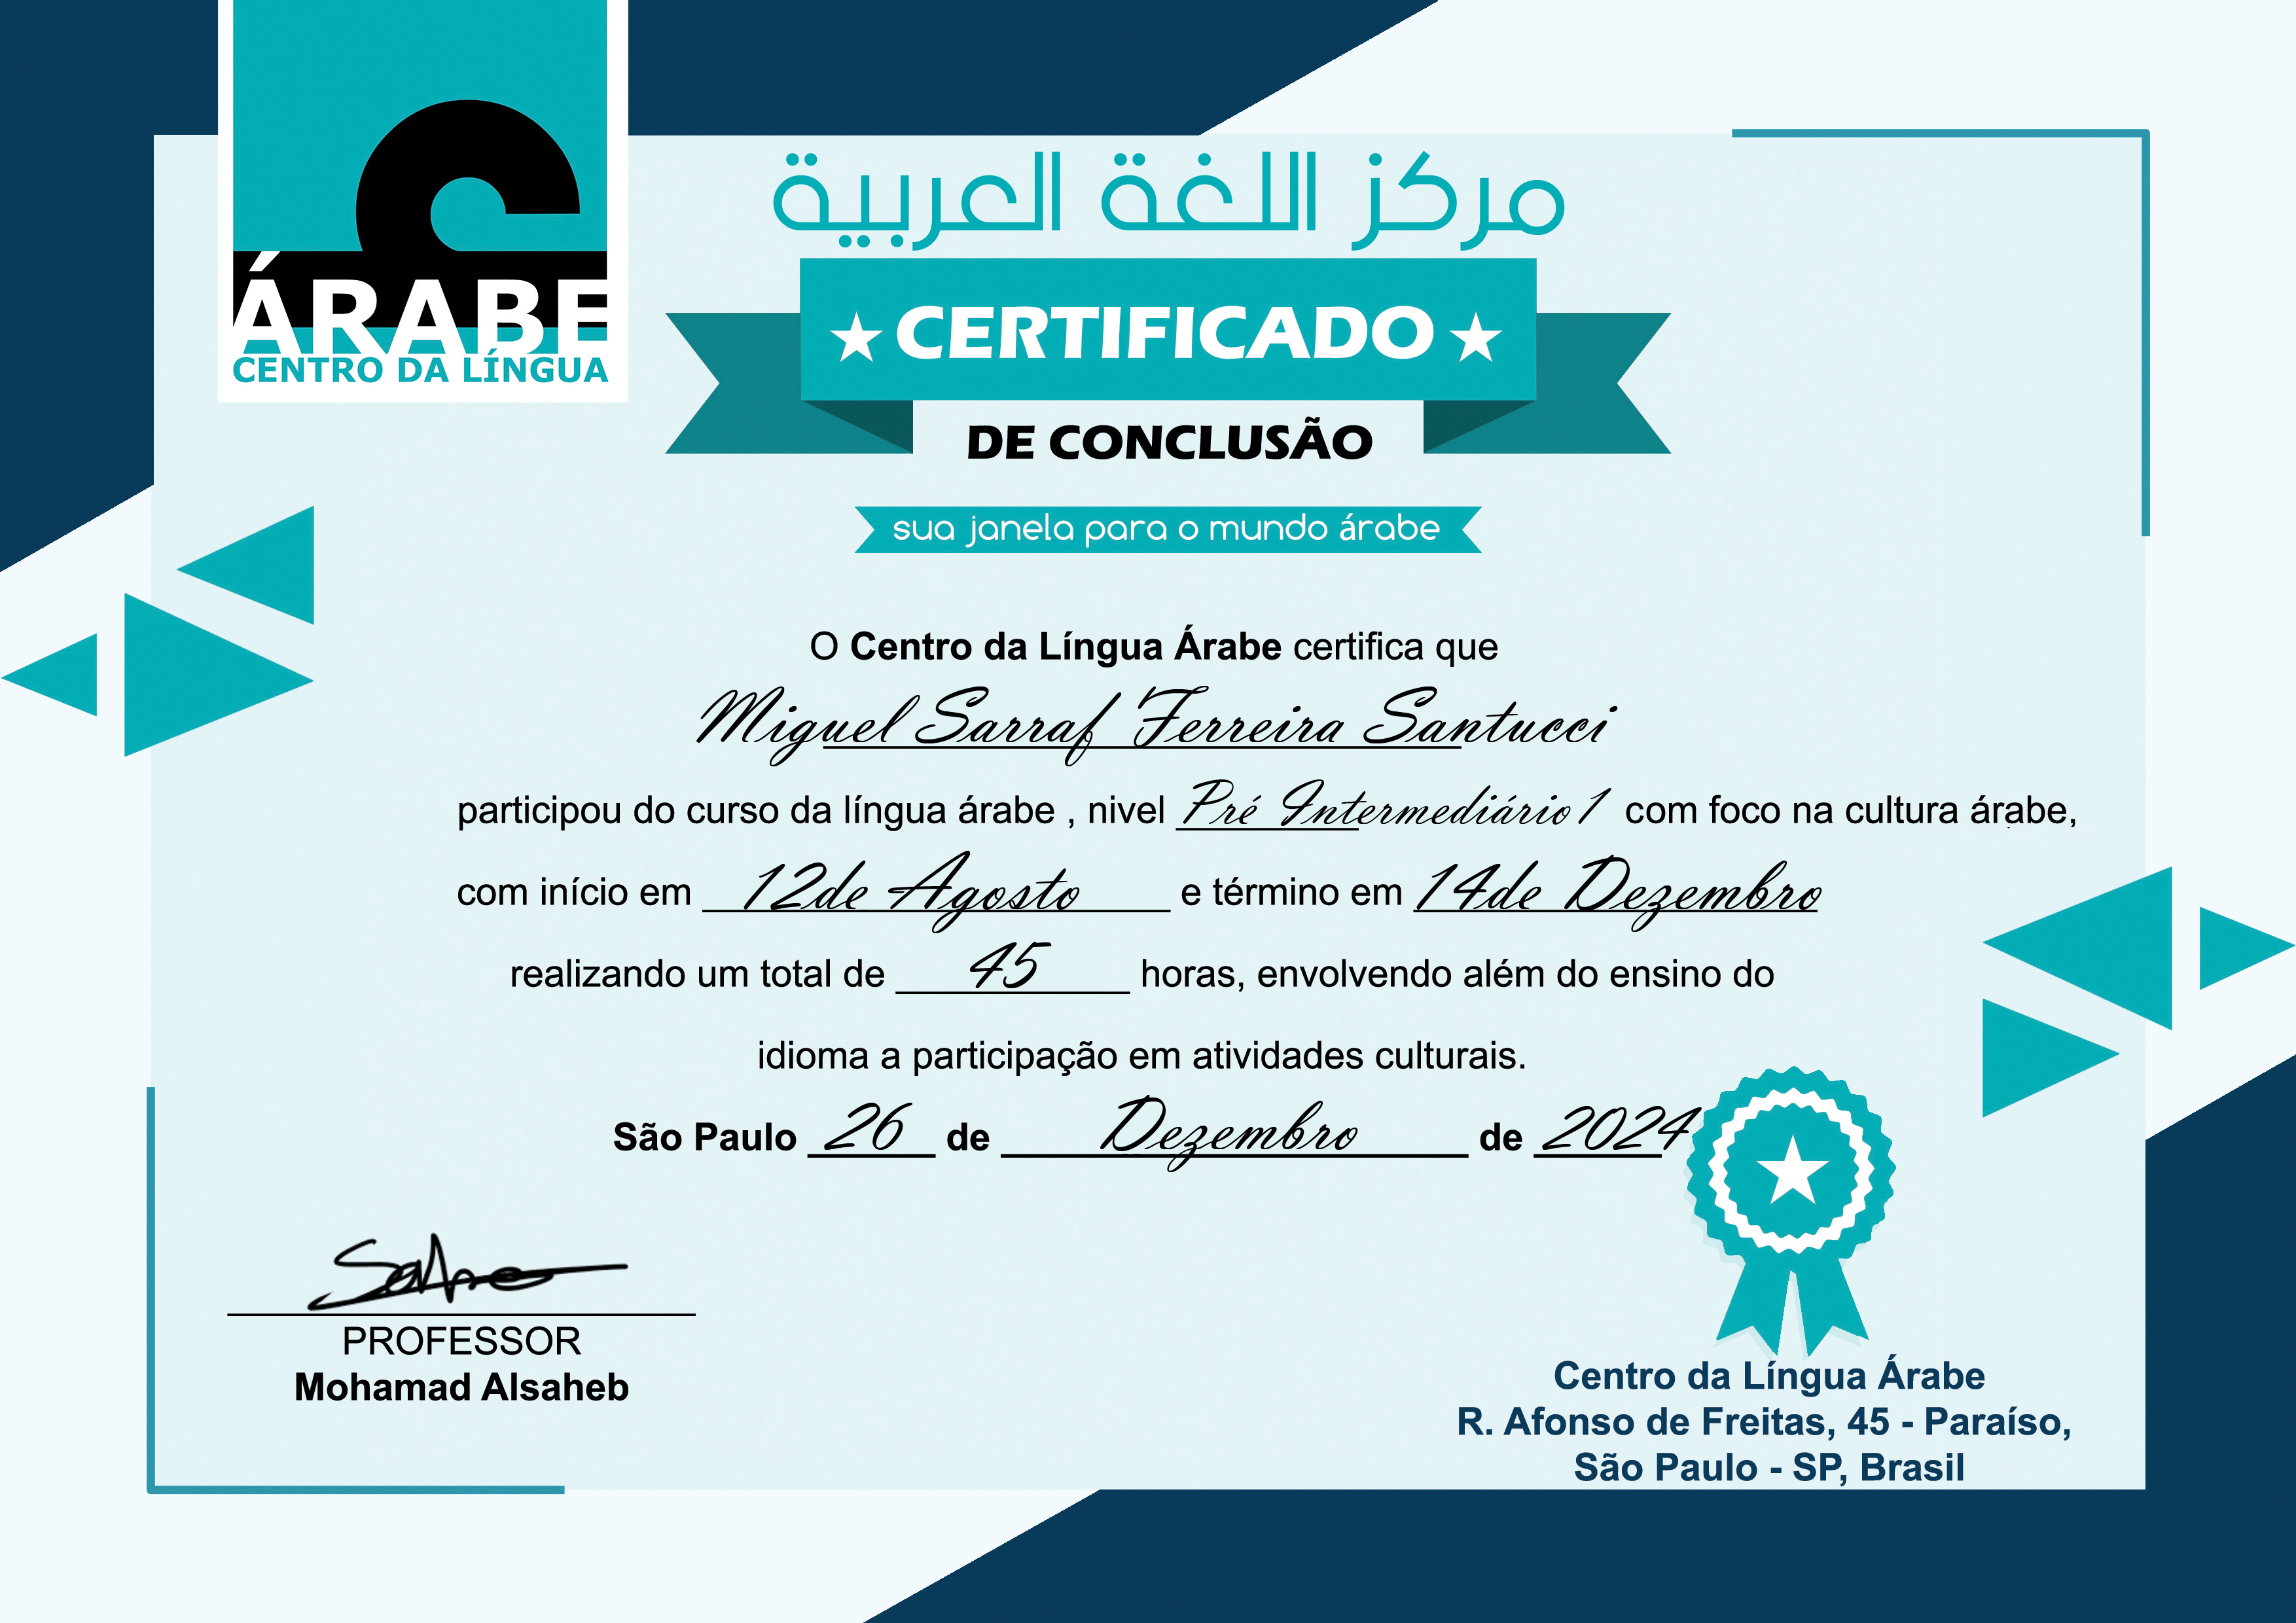 ÁRABE
CENTRO DA LÍNGUA
مركز اللغة العربية
CERTIFICADO
DE CONCLUSÃO
sua janela para o mundo árabe
O Centro da Língua Árabe certifica que
Miguel Sarraf Ferreira Santucci
participou do curso da língua árabe , nivel Pré Intermediário 1 com foco na cultura árabe,
com início em 12de Agosto e término em 14de Dezembro
realizando um total de 45 horas, envolvendo além do ensino do
idioma a participação em atividades culturais.
São Paulo 26 de Dezembro de 2024
PROFESSOR
Mohamad Alsaheb
Centro da Língua Árabe
R. Afonso de Freitas, 45 - Paraíso,
São Paulo - SP, Brasil